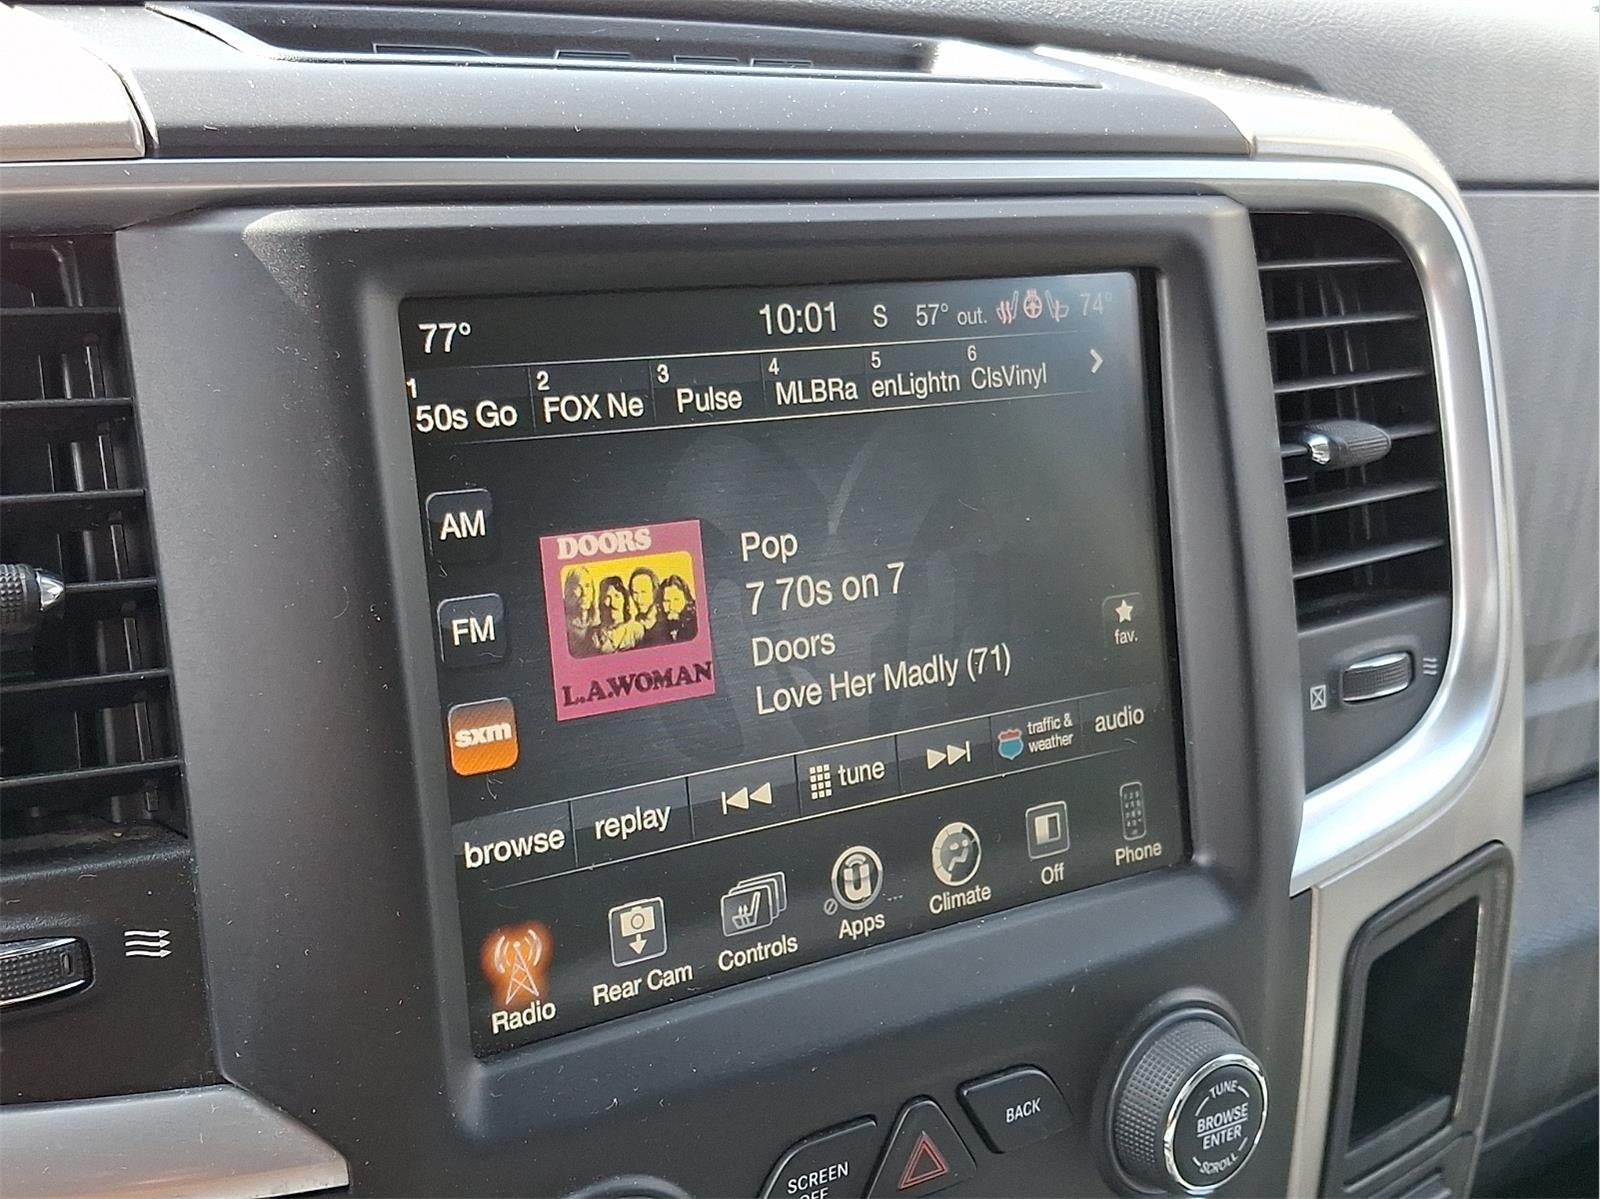 77° 10:01 S 57° out. 74°
1 50s Go 2 FOX Ne 3 Pulse 4 MLBRa 5 enLightn 6 ClsVinyl
AM
FM
sxm
DOORS
L.A.WOMAN
Pop
7 70s on 7
Doors
Love Her Madly (71)
fav.
browse replay tune traffic & weather audio
Radio Rear Cam Controls Apps Climate Off Phone
SCREEN
OFF
BACK
TUNE
BROWSE
ENTER
SCROLL